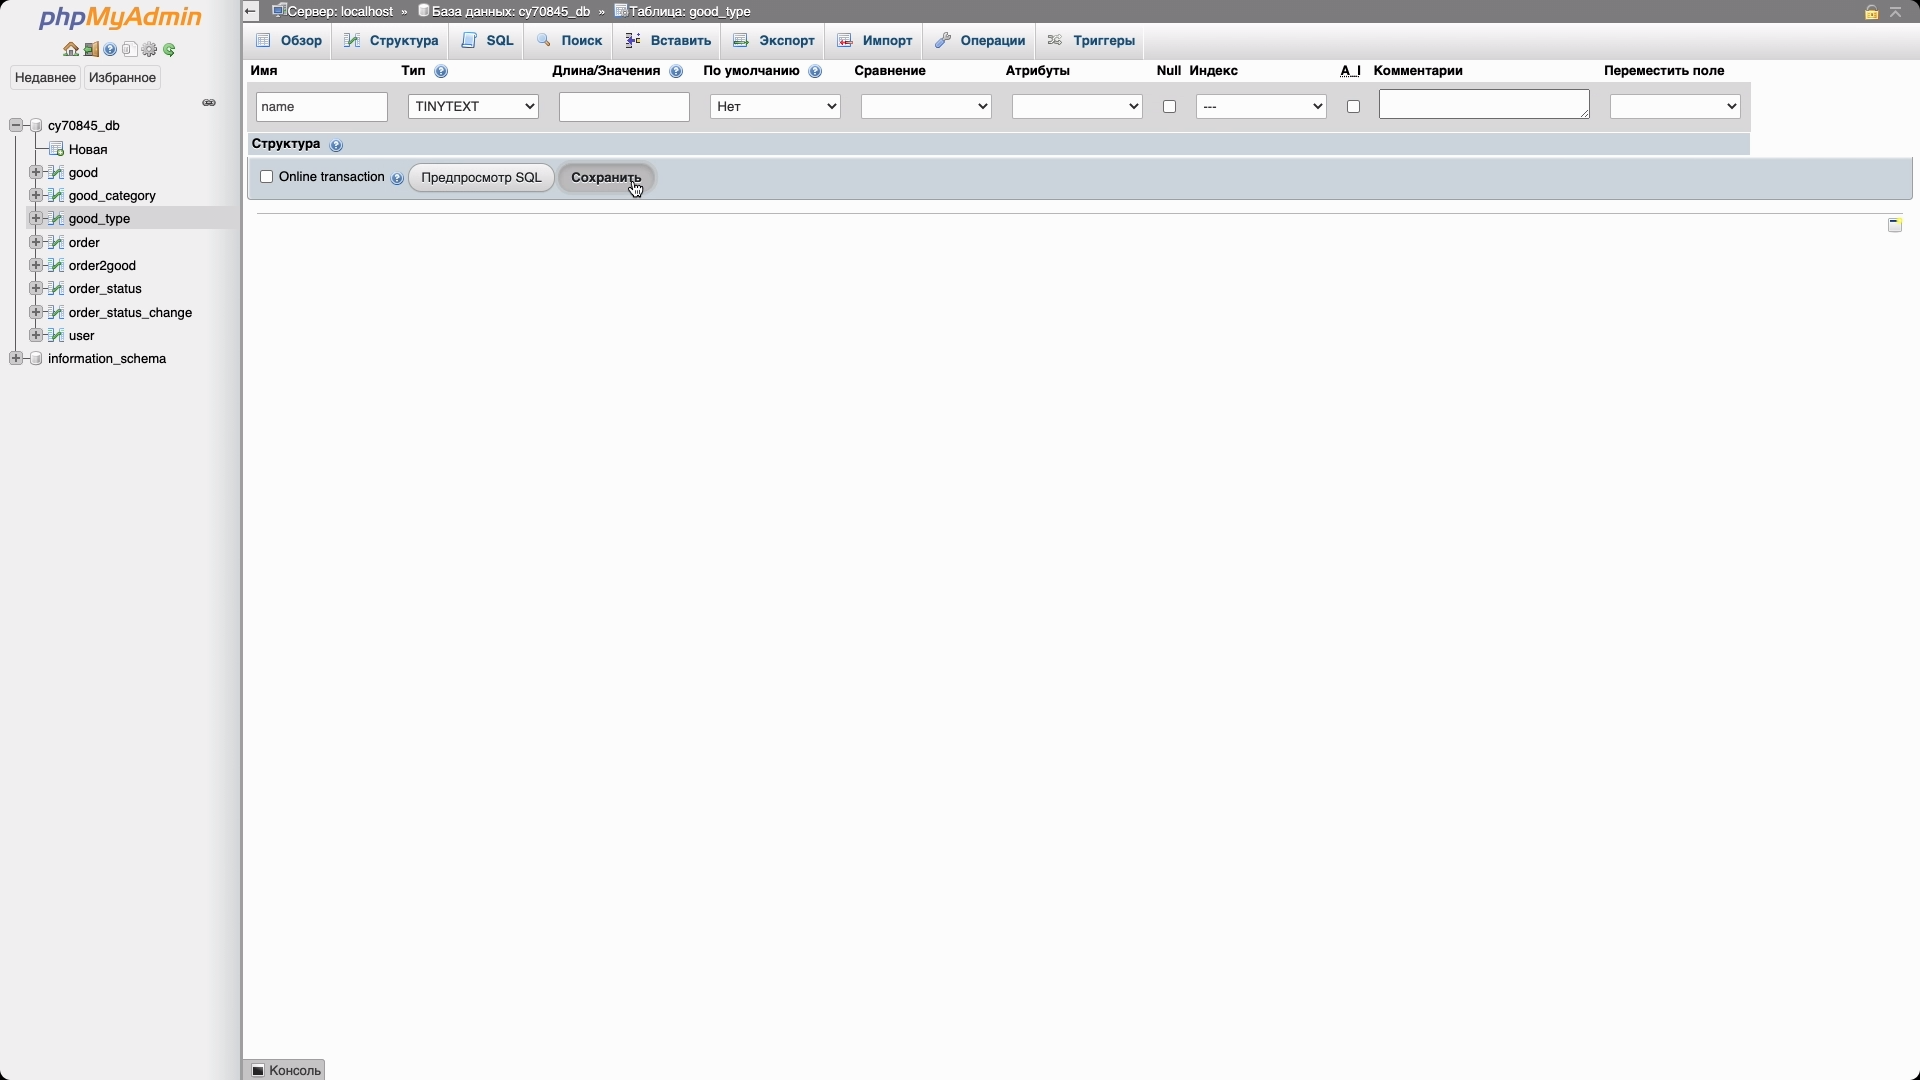 phpMyAdmin
Недавнее Избранное
cy70845_db
Новая
good
good_category
good_type
order
order2good
order_status
order_status_change
user
information_schema
Сервер: localhost » База данных: cy70845_db » Таблица: good_type
Обзор Структура SQL Поиск Вставить Экспорт Импорт Операции Триггеры
Имя Тип Длина/Значения По умолчанию Сравнение Атрибуты Null Индекс A_I Комментарии Переместить поле
name TINYTEXT Нет ---
Структура
Online transaction Предпросмотр SQL Сохранить
Консоль